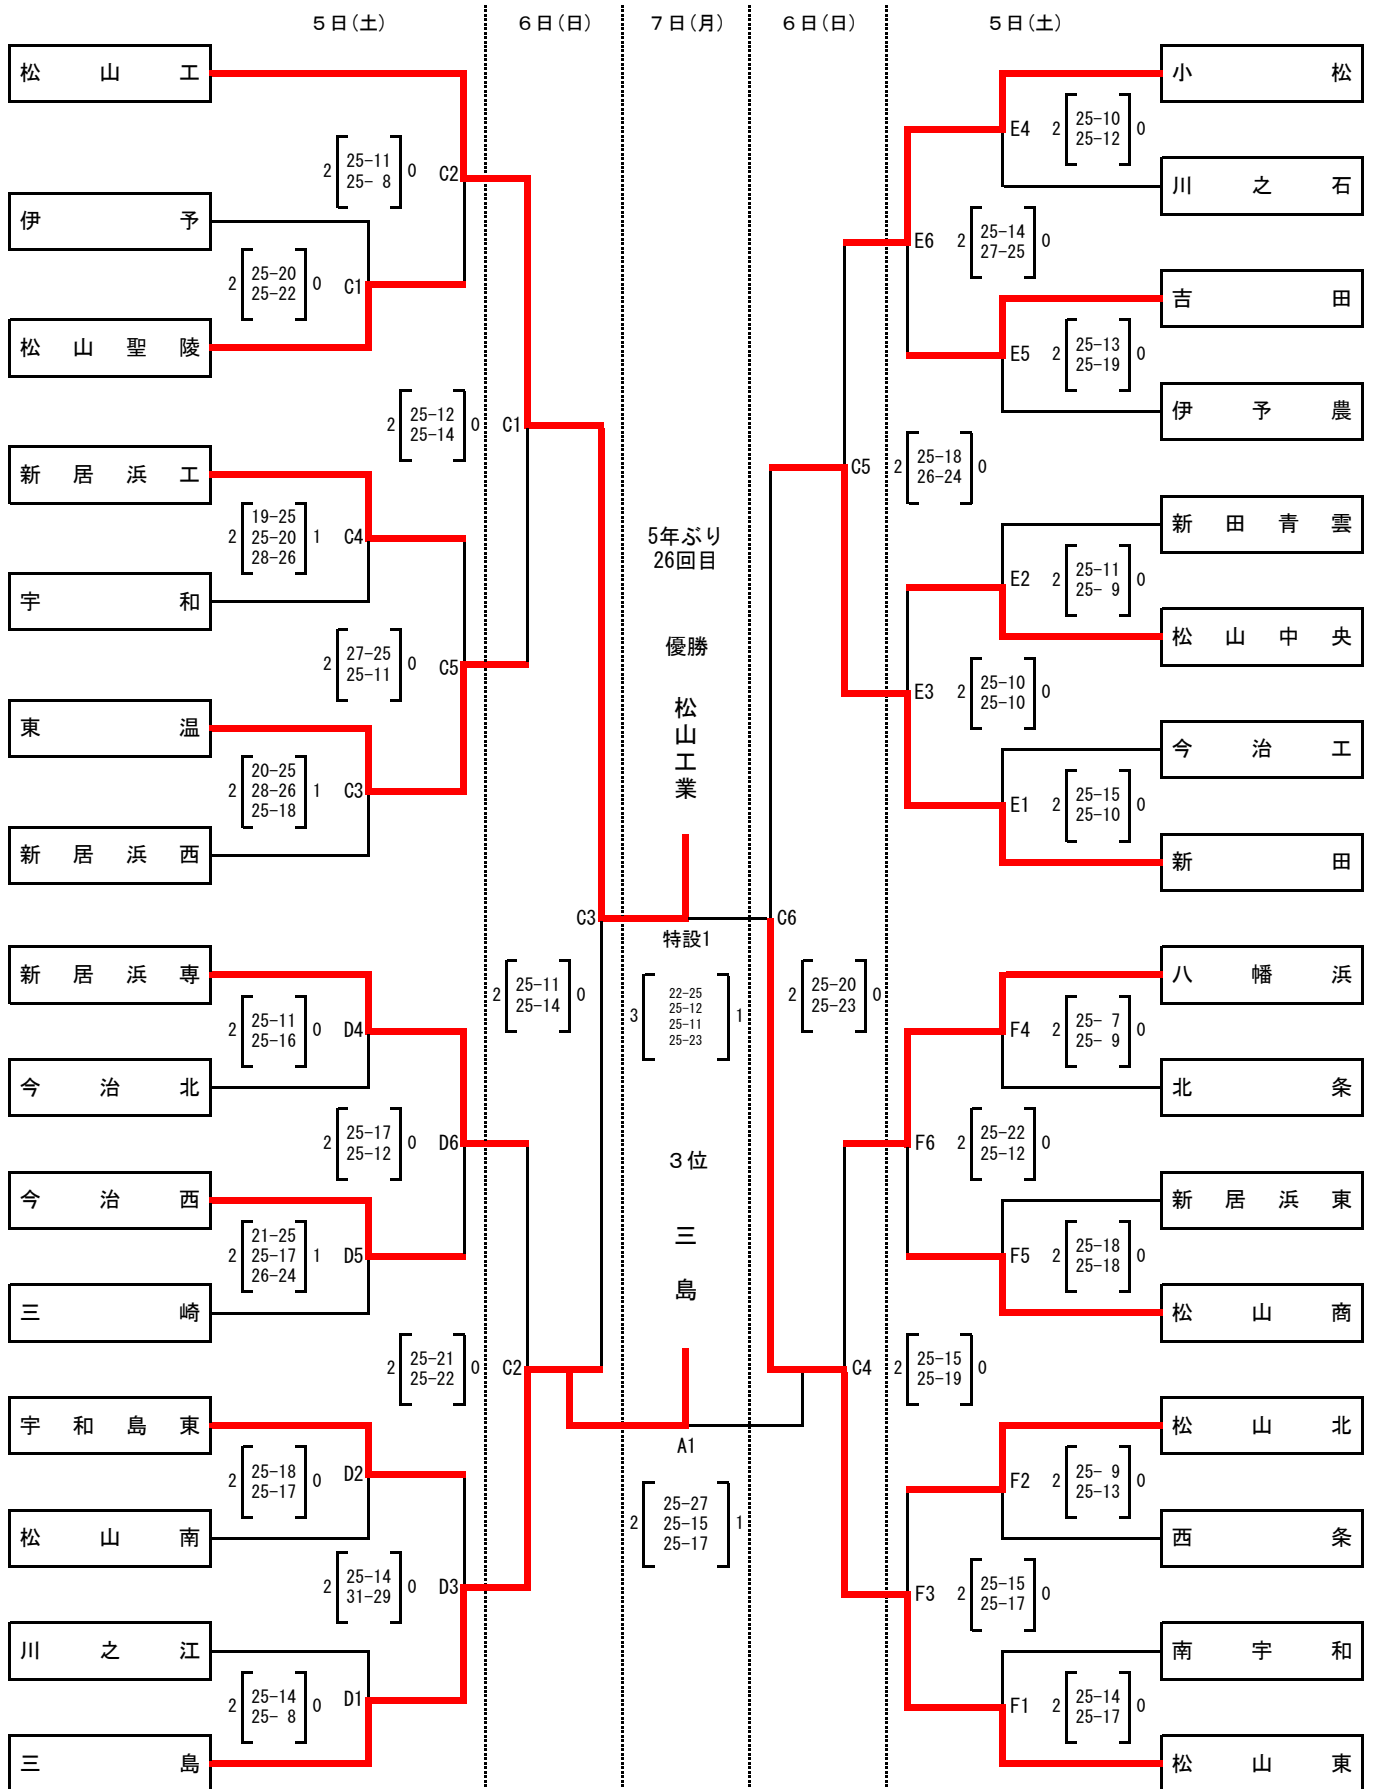 5日(土)
6日(日)
7日(月)
6日(日)
5日(土)
松山工
2 25-11 0 C2
25- 8
伊予
2 25-20 0 C1
25-22
松山聖陵
2 25-12 0 C1
25-14
新居浜工
2 19-25 1 C4
25-20
28-26
宇和
2 27-25 0 C5
25-11
東温
2 20-25 1 C3
28-26
25-18
新居浜西
C3
2 25-11 0
25-14
新居浜専
2 25-11 0 D4
25-16
今治北
2 25-17 0 D6
25-12
今治西
2 21-25 1 D5
25-17
26-24
三崎
2 25-21 0 C2
25-22
宇和島東
2 25-18 0 D2
25-17
松山南
2 25-14 0 D3
31-29
川之江
2 25-14 0 D1
25- 8
三島
5年ぶり
26回目
優勝
松山工業
特設1
3 22-25 1
25-12
25-11
25-23
3位
三島
A1
2 25-27 1
25-15
25-17
小松
E4 2 25-10 0
25-12
川之石
E6 2 25-14 0
27-25
吉田
E5 2 25-13 0
25-19
伊予農
C5 2 25-18 0
26-24
新田青雲
E2 2 25-11 0
25- 9
松山中央
E3 2 25-10 0
25-10
今治工
E1 2 25-15 0
25-10
新田
C6
2 25-20 0
25-23
八幡浜
F4 2 25- 7 0
25- 9
北条
F6 2 25-22 0
25-12
新居浜東
F5 2 25-18 0
25-18
松山商
C4 2 25-15 0
25-19
松山北
F2 2 25- 9 0
25-13
西条
F3 2 25-15 0
25-17
南宇和
F1 2 25-14 0
25-17
松山東